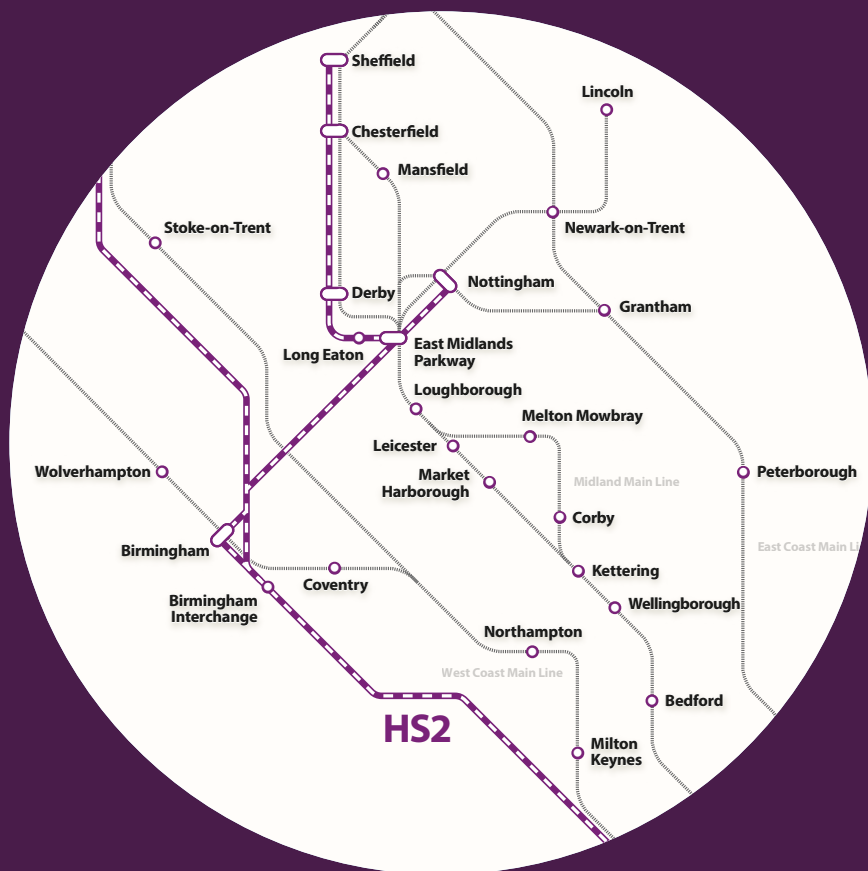 Sheffield
Lincoln
Chesterfield
Mansfield
Stoke-on-Trent
Newark-on-Trent
Nottingham
Derby
Grantham
Long Eaton
East Midlands
Parkway
Loughborough
Melton Mowbray
Leicester
Wolverhampton
Market
Harborough
Midland Main Line
Peterborough
Corby
Birmingham
East Coast Main Li
Coventry
Kettering
Birmingham
Interchange
Wellingborough
Northampton
West Coast Main Line
Bedford
HS2
Milton
Keynes